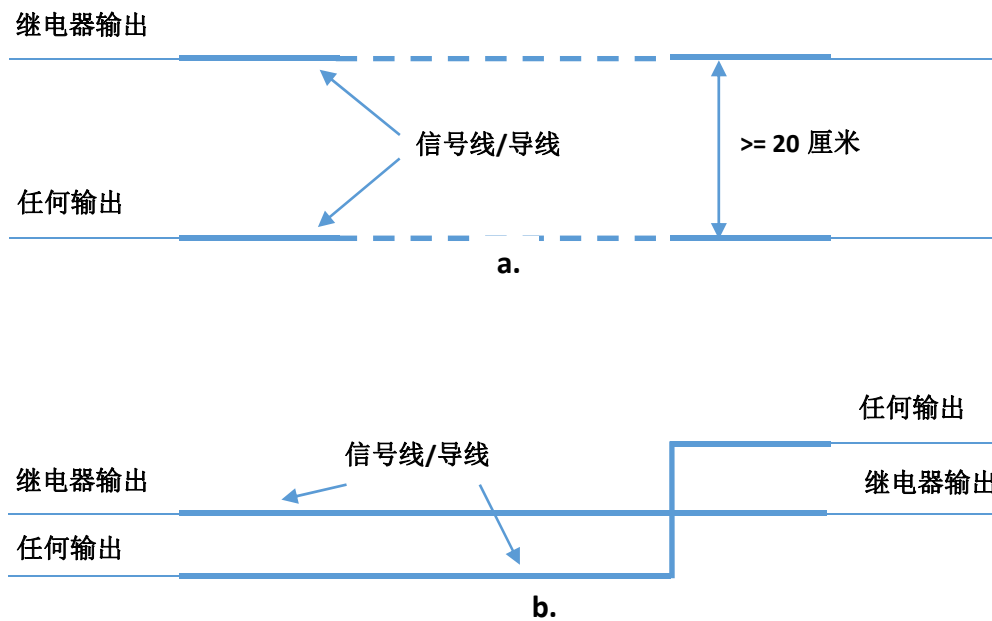 继电器输出
信号线/导线
>= 20 厘米
任何输出
a.
任何输出
信号线/导线
继电器输出
继电器输出
任何输出
b.